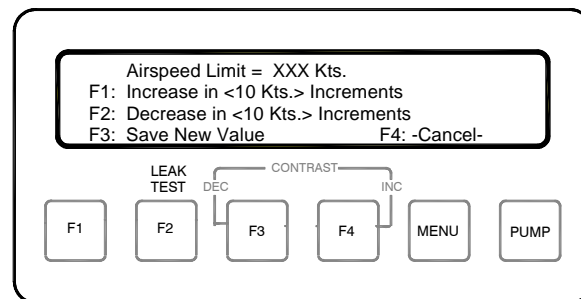 Airspeed Limit = XXX Kts.
F1: Increase in <10 Kts.> Increments
F2: Decrease in <10 Kts.> Increments
F3: Save New Value F4: -Cancel-
LEAK
TEST
CONTRAST
DEC
INC
F1 F2 F3 F4 MENU PUMP